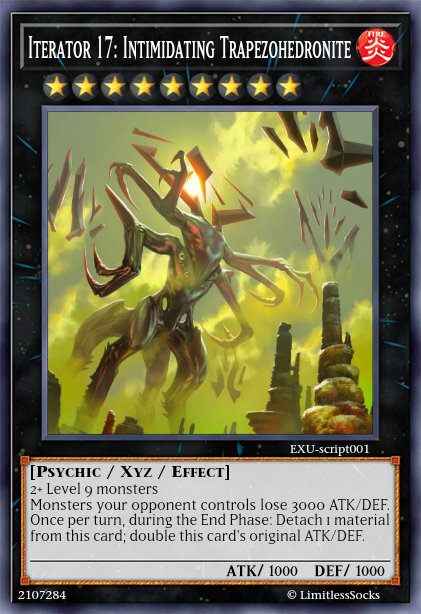 Iterator 17: Intimidating Trapezohedronite
FIRE
炎
EXU-script001
[Psychic / Xyz / Effect]
2+ Level 9 monsters
Monsters your opponent controls lose 3000 ATK/DEF.
Once per turn, during the End Phase: Detach 1 material
from this card; double this card's original ATK/DEF.
ATK/ 1000 DEF/ 1000
2107284 © LimitlessSocks